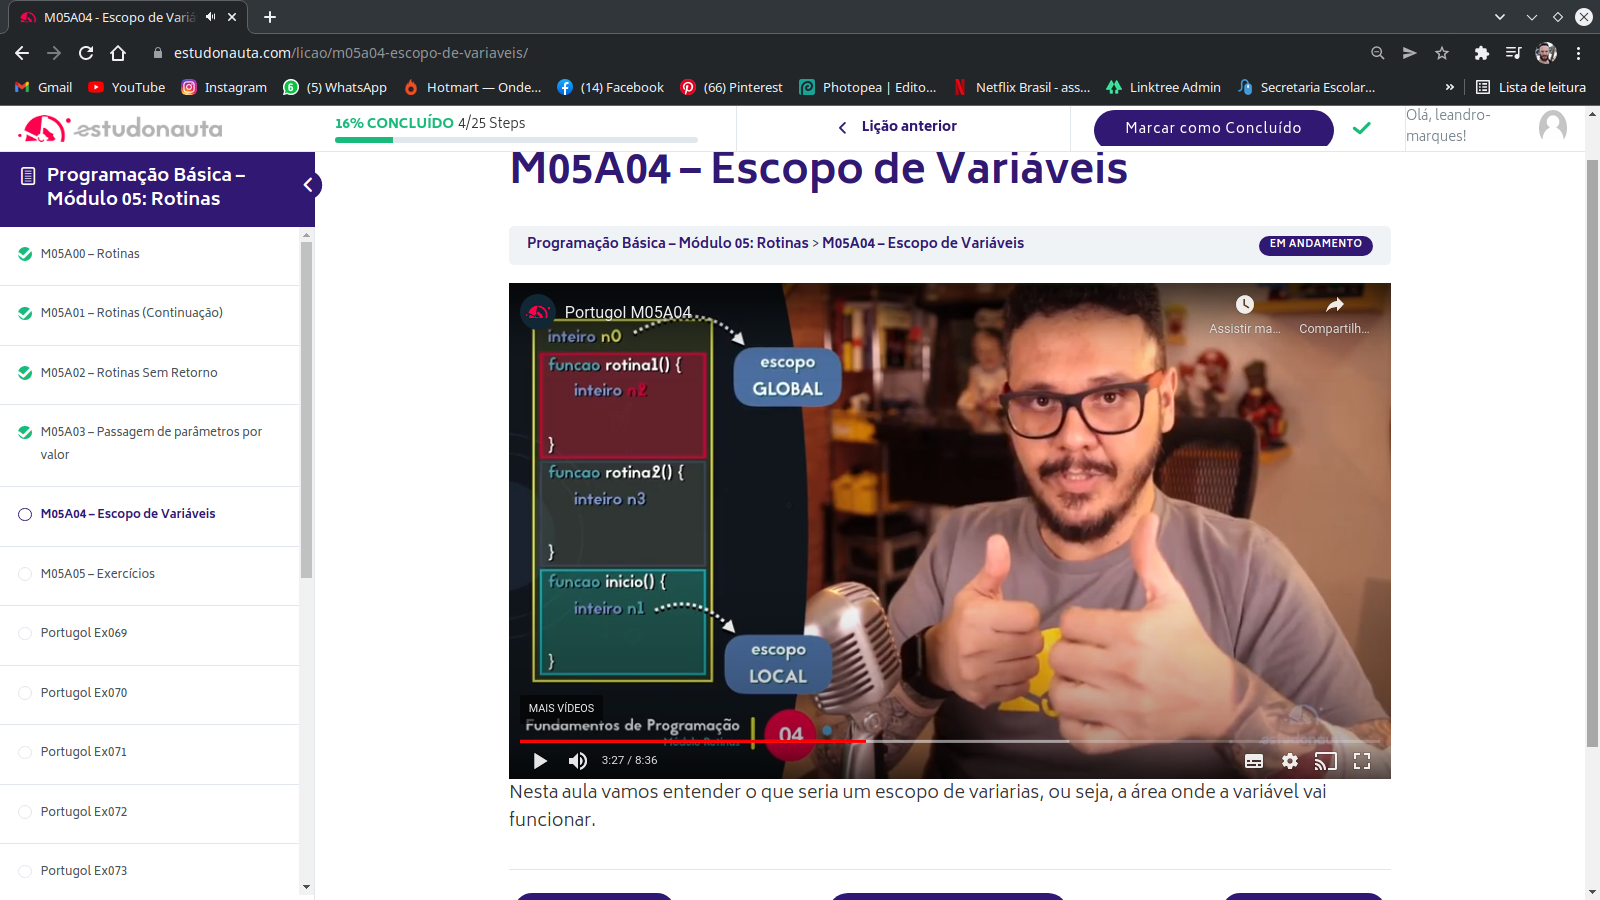 M05A04 - Escopo de Variá
estudonauta.com/licao/m05a04-escopo-de-variaveis/
Gmail
YouTube
Instagram
(5) WhatsApp
Hotmart — Onde...
(14) Facebook
(66) Pinterest
Photopea | Edito...
Netflix Brasil - ass...
Linktree Admin
Secretaria Escolar...
»
Lista de leitura
estudonauta
16% CONCLUÍDO 4/25 Steps
Lição anterior
Marcar como Concluído
Olá, leandro-
marques!
Programação Básica –
Módulo 05: Rotinas
M05A00 – Rotinas
M05A01 – Rotinas (Continuação)
M05A02 – Rotinas Sem Retorno
M05A03 – Passagem de parâmetros por
valor
M05A04 – Escopo de Variáveis
M05A05 – Exercícios
Portugol Ex069
Portugol Ex070
Portugol Ex071
Portugol Ex072
Portugol Ex073
M05A04 – Escopo de Variáveis
Programação Básica – Módulo 05: Rotinas > M05A04 – Escopo de Variáveis
EM ANDAMENTO
Portugol M05A04
Assistir ma...
Compartilh...
inteiro n0
funcao rotina1() {
inteiro n2
}
funcao rotina2() {
inteiro n3
}
funcao inicio() {
inteiro n1
}
escopo
GLOBAL
escopo
LOCAL
MAIS VÍDEOS
Fundamentos de Programação
Módulo Rotinas
04
estudonauta
3:27 / 8:36
Nesta aula vamos entender o que seria um escopo de variarias, ou seja, a área onde a variável vai
funcionar.